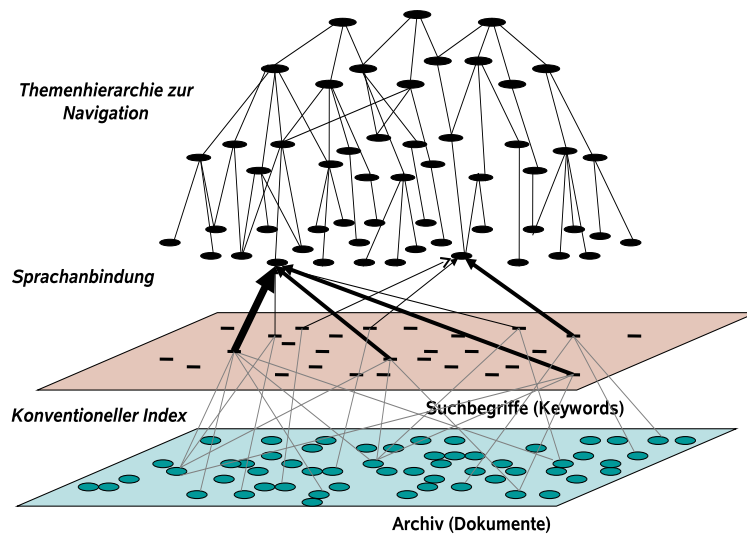 Themenhierarchie zur
Navigation
Sprachanbindung
Suchbegriffe (Keywords)
Konventioneller Index
Archiv (Dokumente)